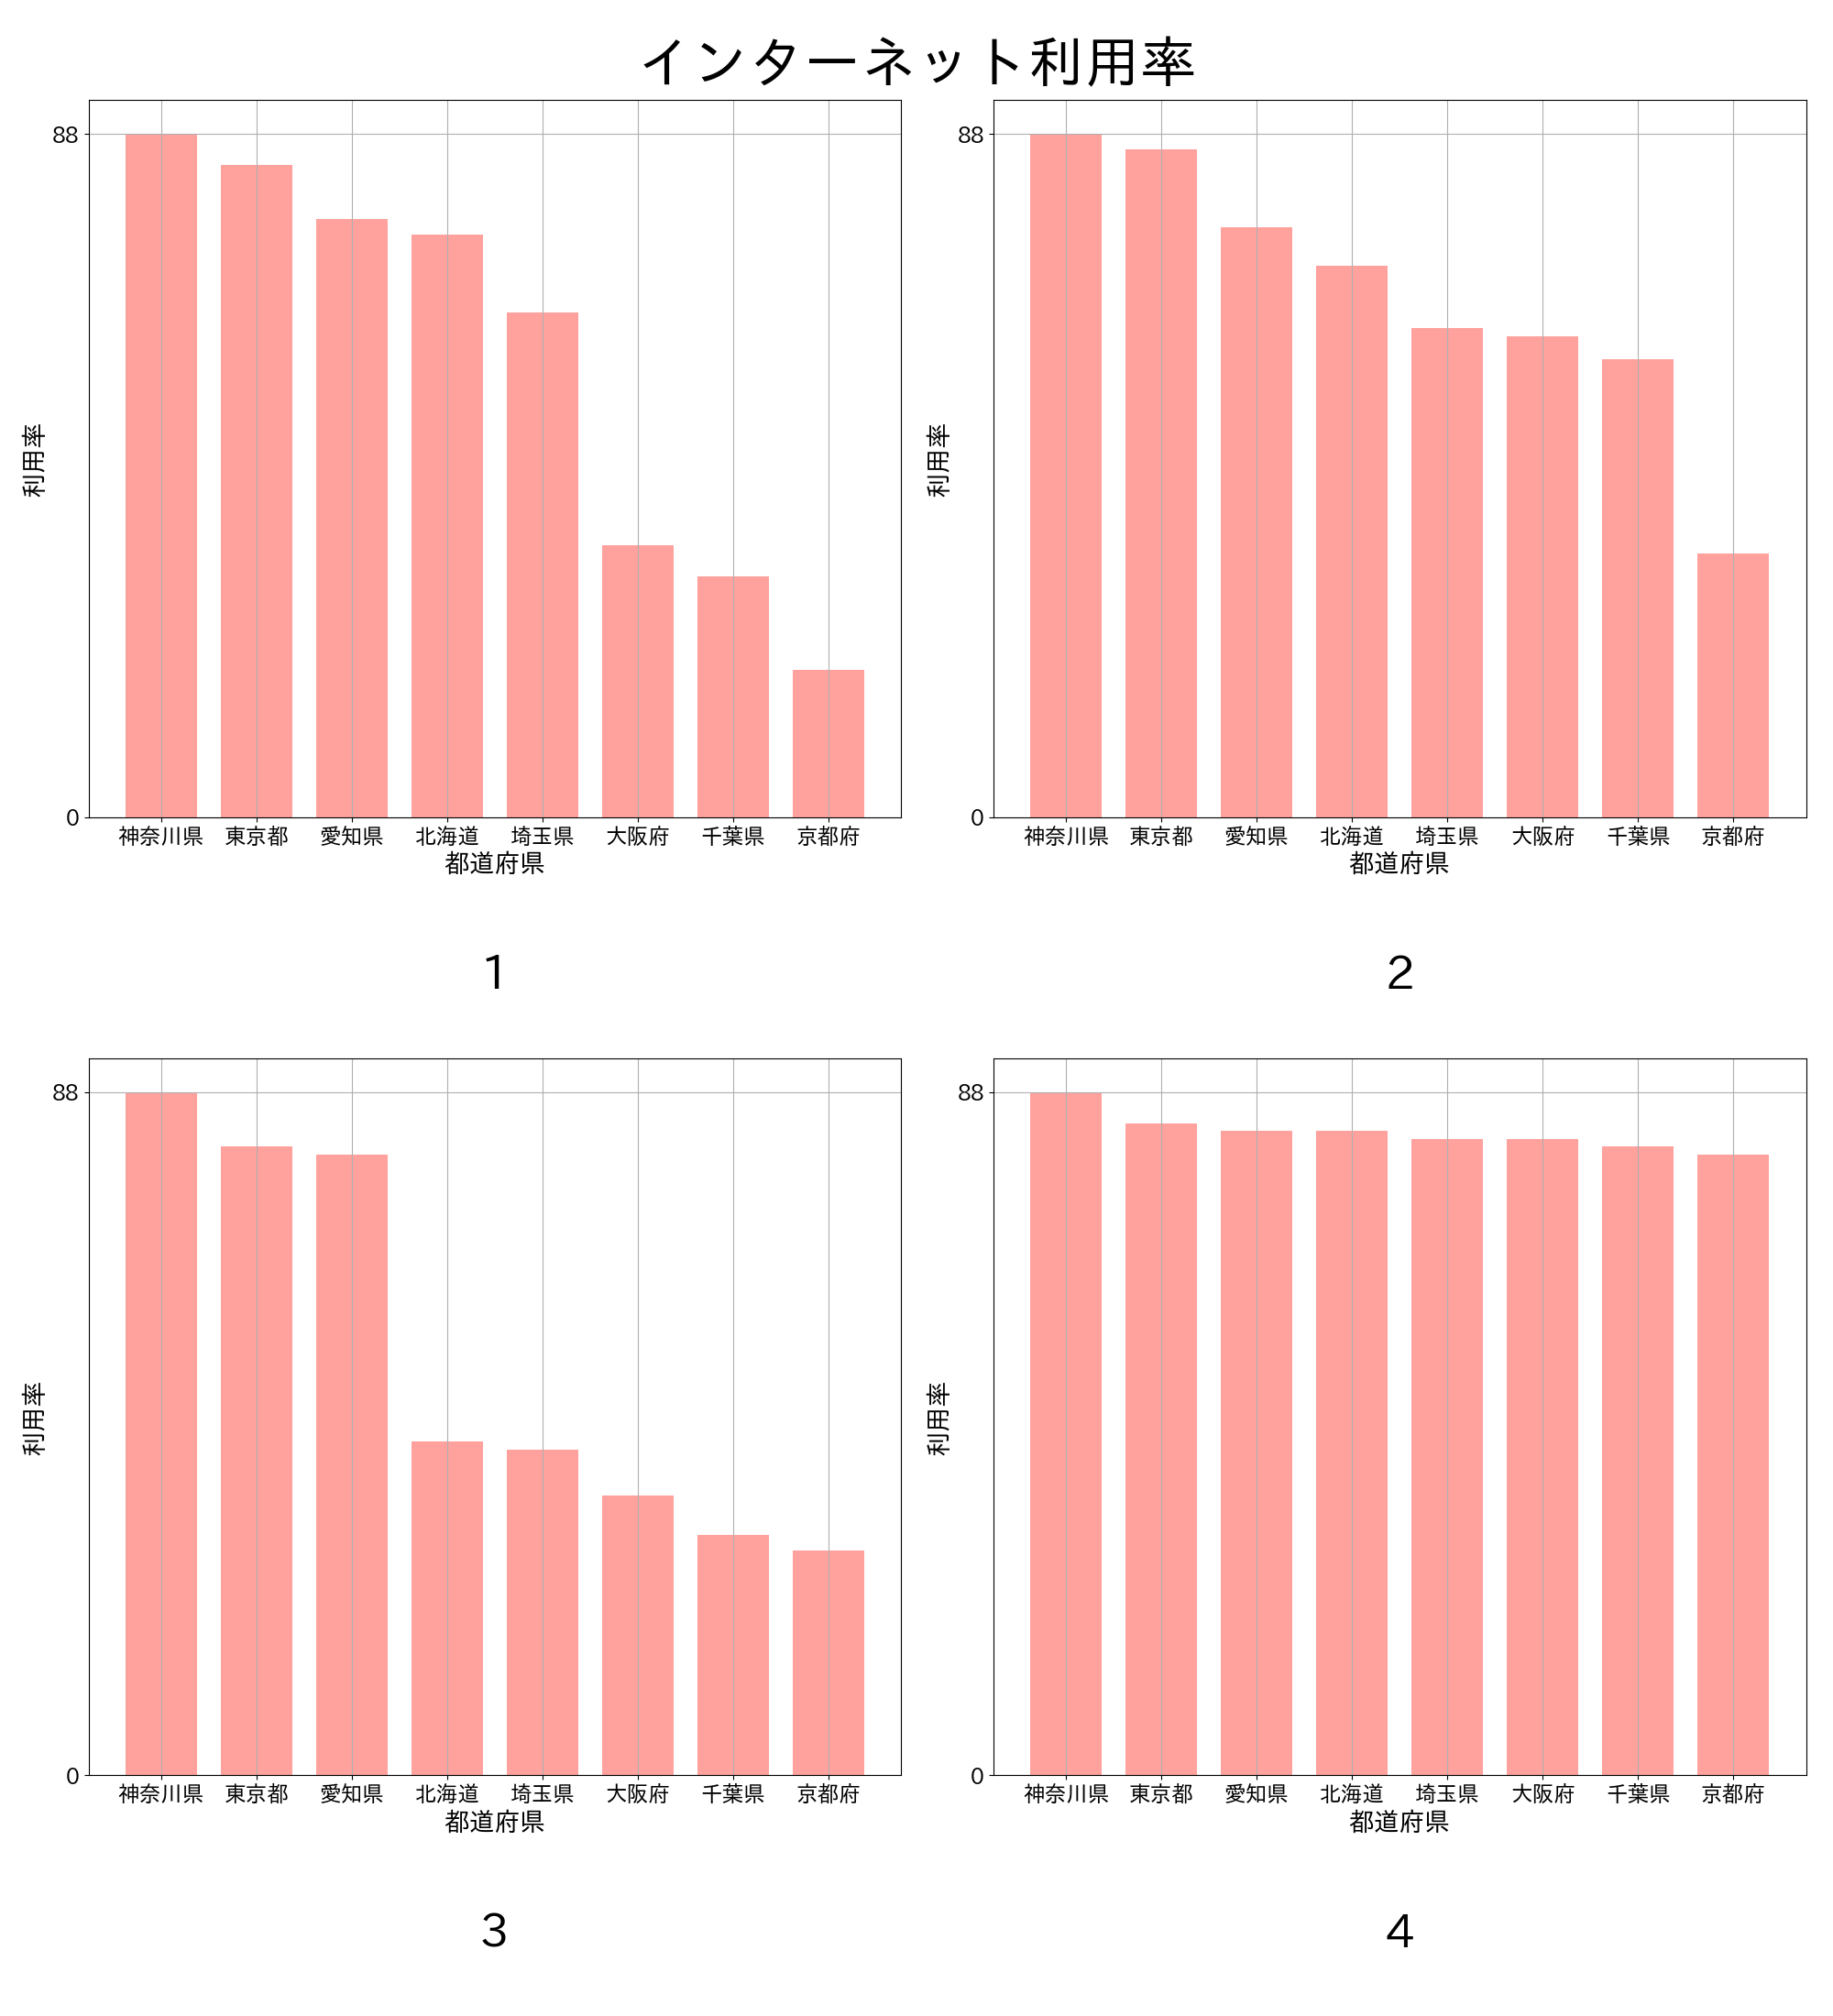 インターネット利用率
88
0
利用率
神奈川県 東京都 愛知県 北海道 埼玉県 大阪府 千葉県 京都府
都道府県
1
88
0
利用率
神奈川県 東京都 愛知県 北海道 埼玉県 大阪府 千葉県 京都府
都道府県
2
88
0
利用率
神奈川県 東京都 愛知県 北海道 埼玉県 大阪府 千葉県 京都府
都道府県
3
88
0
利用率
神奈川県 東京都 愛知県 北海道 埼玉県 大阪府 千葉県 京都府
都道府県
4